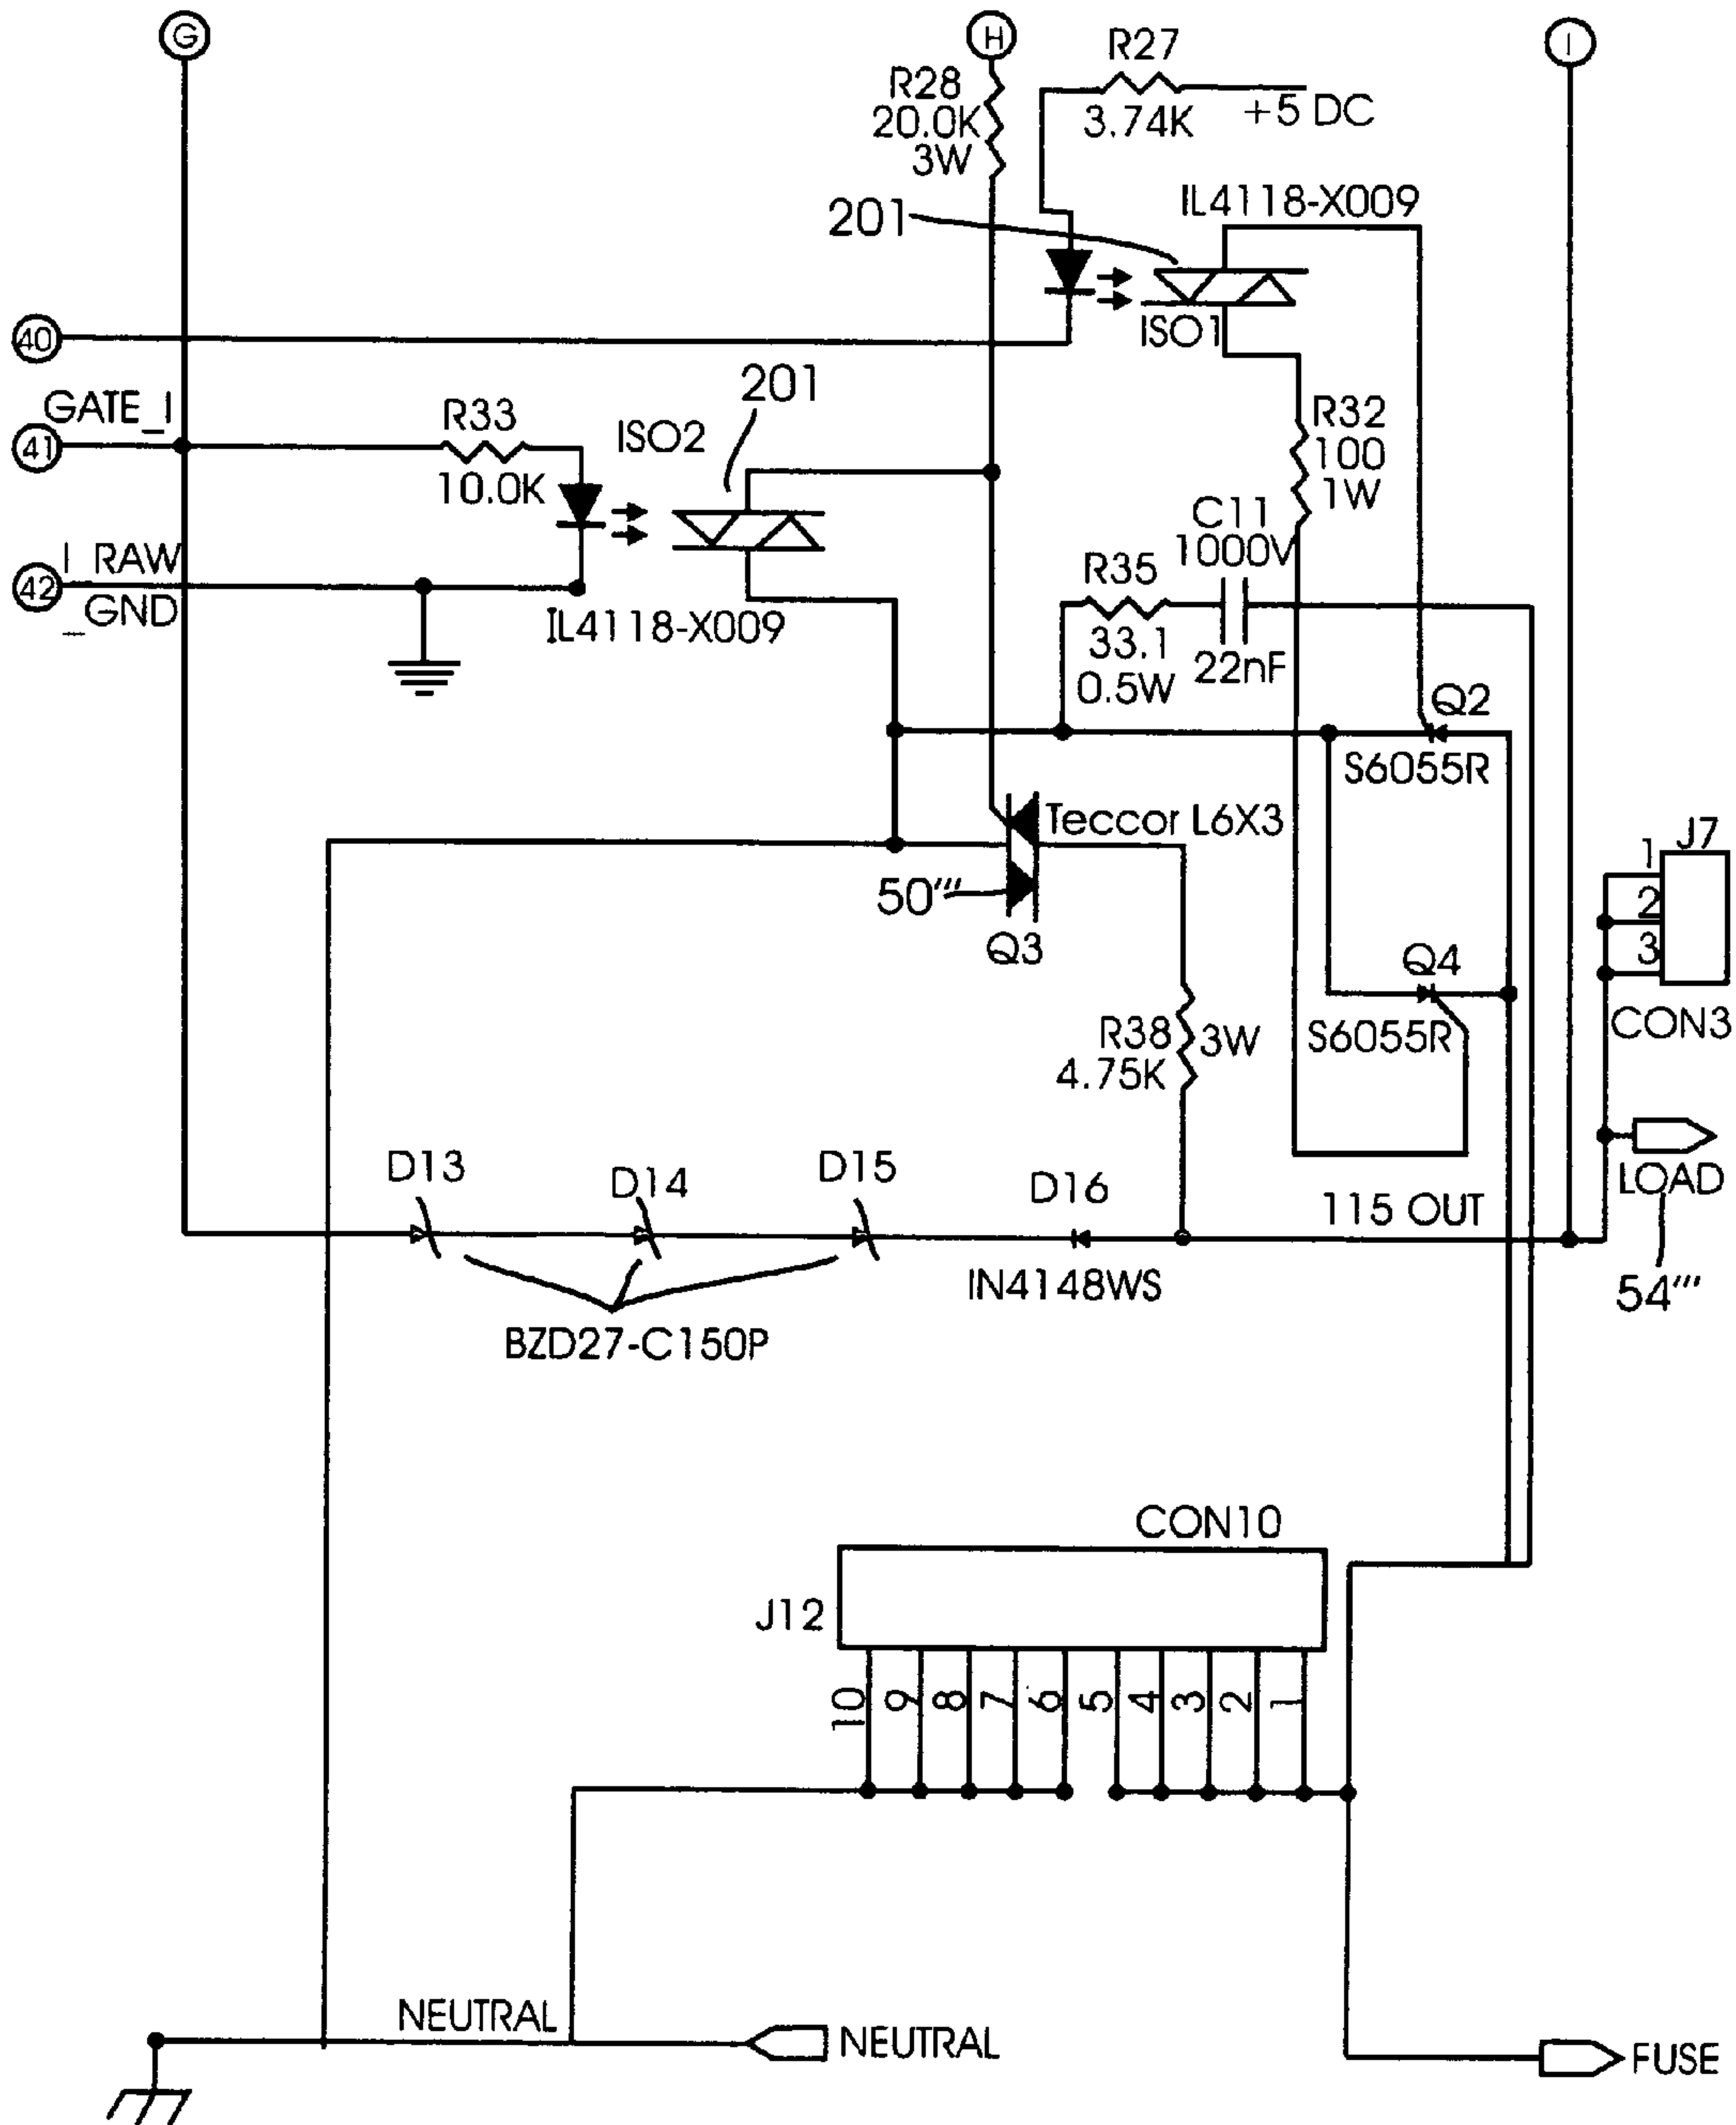 G
H
I
R27
3.74K
+5 DC
R28
20.0K
3W
201
IL4118-X009
ISO1
40
GATE_I
41
R33
10.0K
ISO2
201
R32
100
1W
C11
1000V
22nF
I_RAW
_GND
42
IL4118-X009
R35
33.1
0.5W
Q2
S6055R
Teccor L6X3
50'''
Q3
J7
1
2
3
CON3
Q4
S6055R
R38
4.75K
3W
D13
D14
D15
D16
115 OUT
LOAD
54'''
IN4148WS
BZD27-C150P
CON10
J12
10
9
8
7
6
5
4
3
2
1
NEUTRAL
NEUTRAL
FUSE